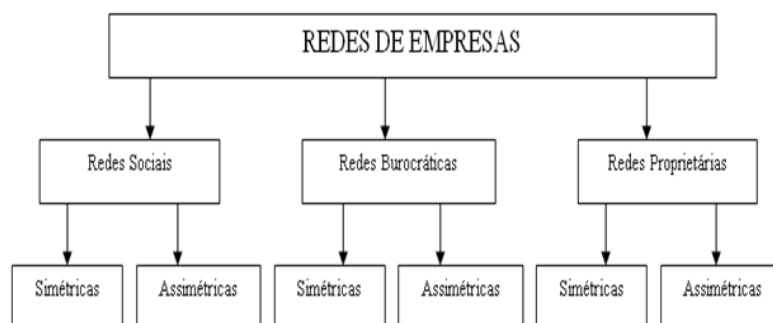 REDES DE EMPRESAS
Redes Sociais
Redes Burocráticas
Redes Proprietárias
Simétricas
Assimétricas
Simétricas
Assimétricas
Simétricas
Assimétricas